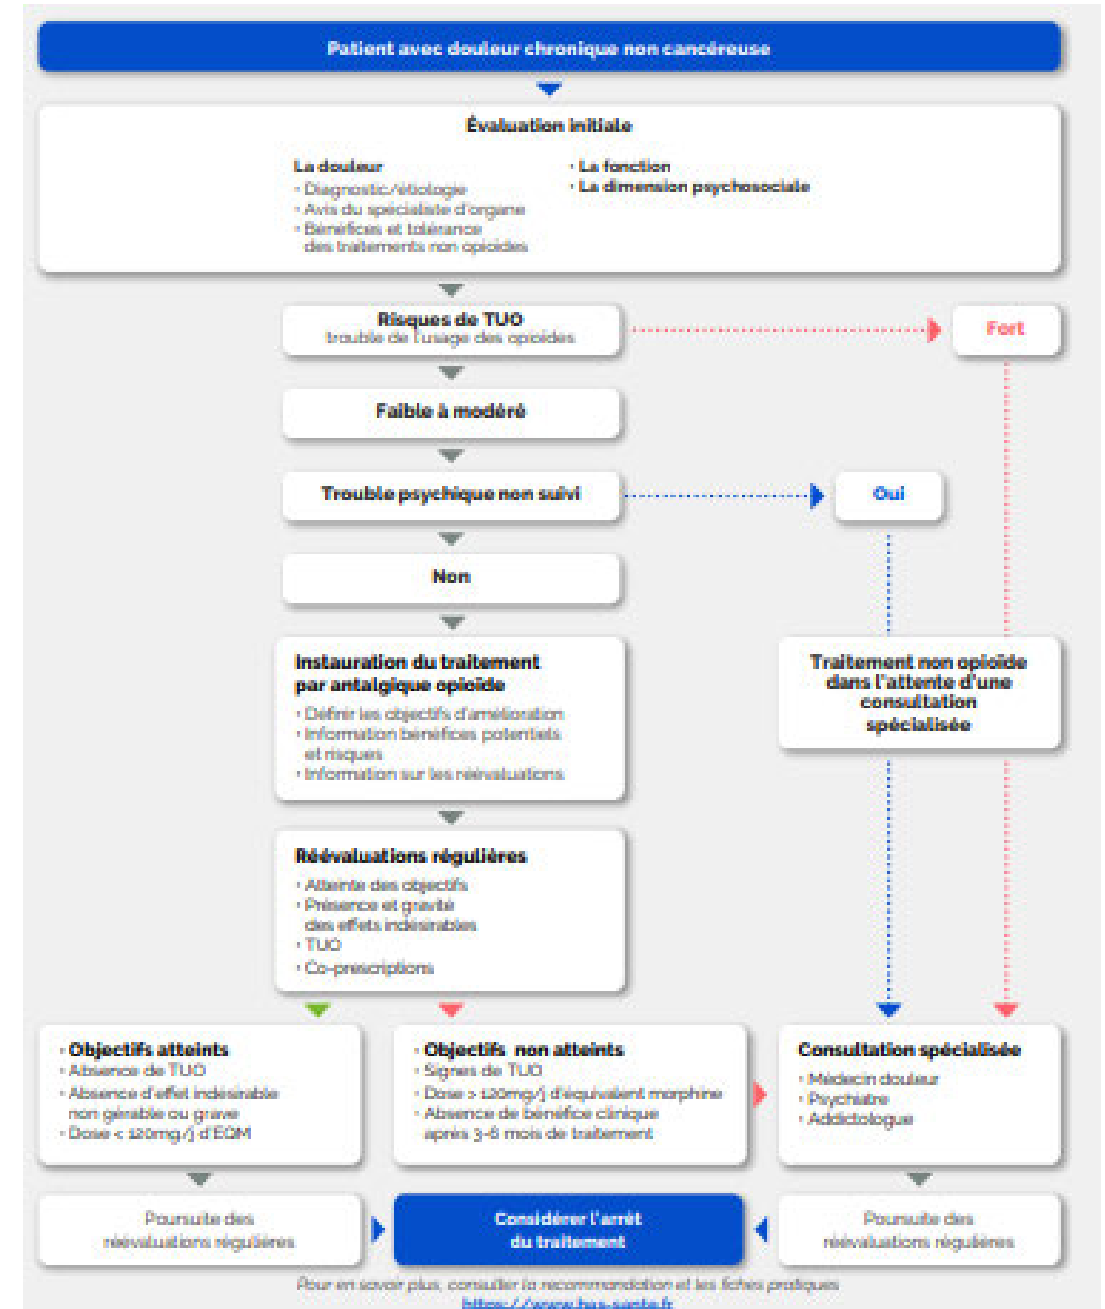 Patient avec douleur chronique non cancéreuse
Évaluation initiale
La douleur
• Diagnostic/étiologie
• Avis du spécialiste d'organe
• Bénéfices et tolérance
des traitements non opioïdes
• La fonction
• La dimension psychosociale
Risques de TUO
trouble de l'usage des opioïdes
Fort
Faible à modéré
Trouble psychique non suivi
Oui
Non
Instauration du traitement
par antalgique opioïde
• Définir les objectifs d'amélioration
• Information bénéfices potentiels
et risques
• Information sur les réévaluations
Traitement non opioïde
dans l'attente d'une
consultation
spécialisée
Réévaluations régulières
• Atteinte des objectifs
• Présence et gravité
des effets indésirables
• TUO
• Co-prescriptions
• Objectifs atteints
• Absence de TUO
• Absence d'effet indésirable
non gérable ou grave
• Dose < 120mg/j d'EQM
• Objectifs non atteints
• Signes de TUO
• Dose > 120mg/j d'équivalent morphine
• Absence de bénéfice clinique
après 3-6 mois de traitement
Consultation spécialisée
• Médecin douleur
• Psychiatre
• Addictologue
Poursuite des
réévaluations régulières
Considérer l'arrêt
du traitement
Poursuite des
réévaluations régulières
Pour en savoir plus, consulter la recommandation et les fiches pratiques
https://www.has-sante.fr